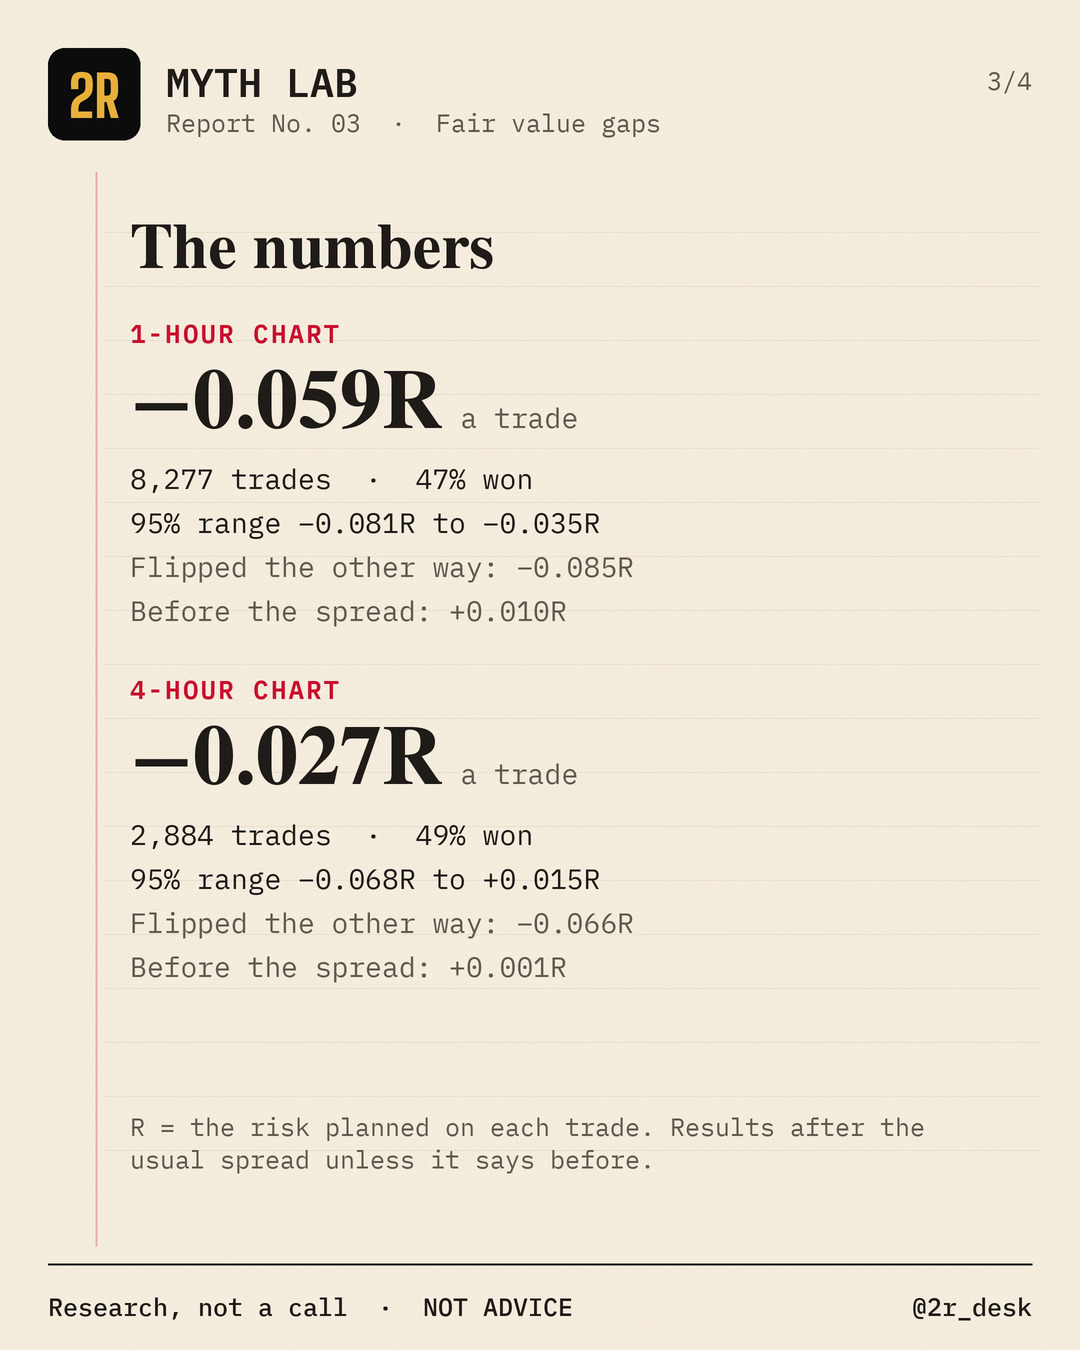 2R
MYTH LAB
3/4
Report No. 03 · Fair value gaps
The numbers
1-HOUR CHART
−0.059R a trade
8,277 trades · 47% won
95% range −0.081R to −0.035R
Flipped the other way: −0.085R
Before the spread: +0.010R
4-HOUR CHART
−0.027R a trade
2,884 trades · 49% won
95% range −0.068R to +0.015R
Flipped the other way: −0.066R
Before the spread: +0.001R
R = the risk planned on each trade. Results after the
usual spread unless it says before.
Research, not a call · NOT ADVICE
@2r_desk